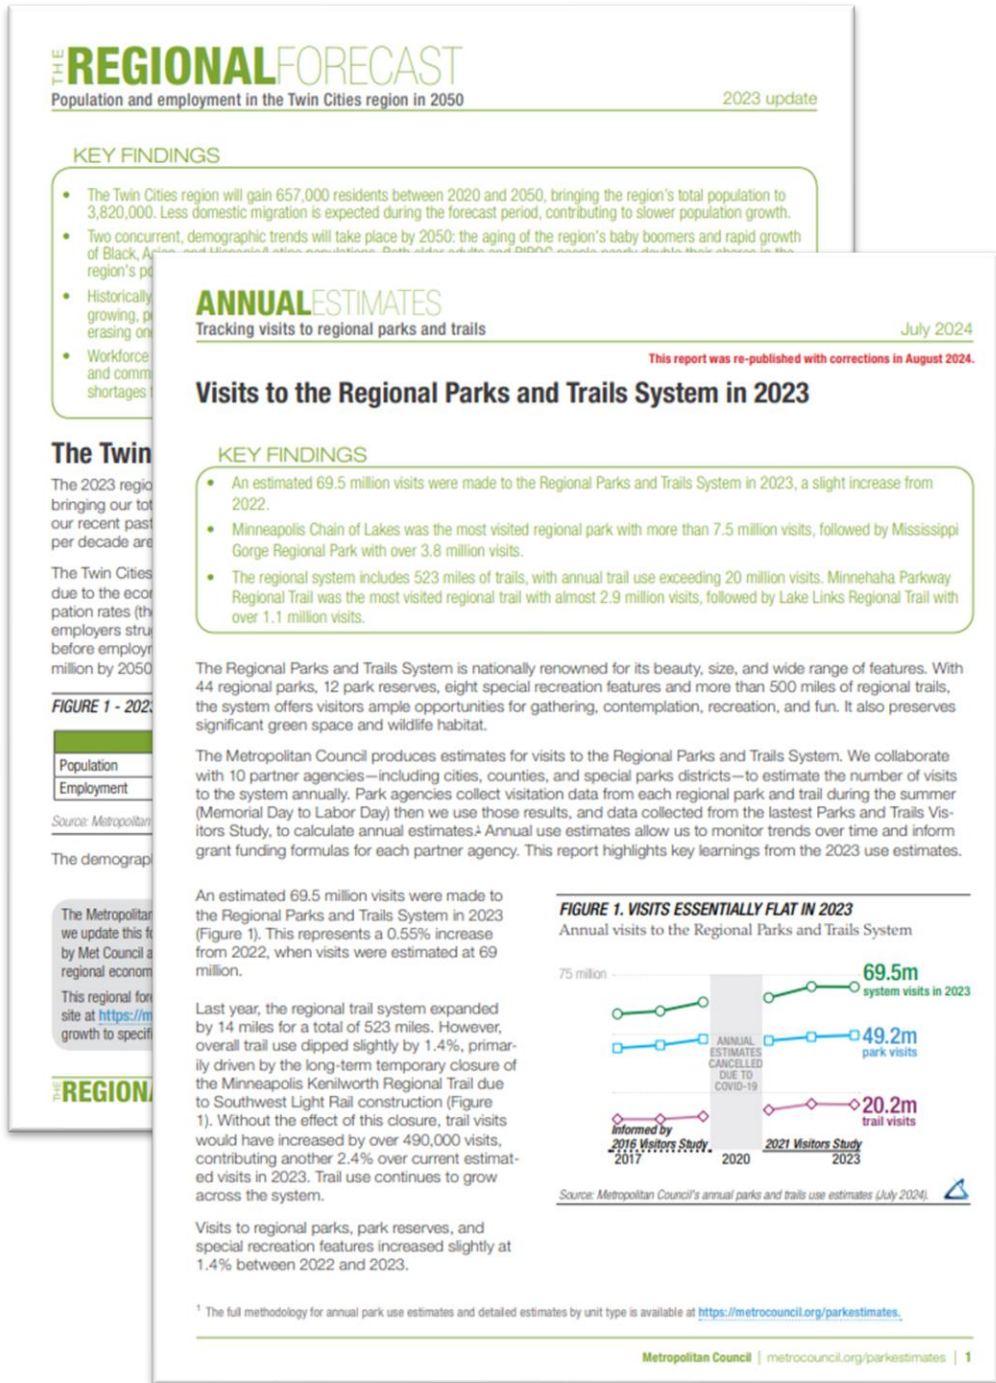 THE REGIONALFORECAST
Population and employment in the Twin Cities region in 2050
2023 update
KEY FINDINGS
• The Twin Cities region will gain 657,000 residents between 2020 and 2050, bringing the region's total population to
3,820,000. Less domestic migration is expected during the forecast period, contributing to slower population growth.
• Two concurrent, demographic trends will take place by 2050: the aging of the region's baby boomers and rapid growth
of Black,
region's po
• Historically
growing, p
erasing on
• Workforce
and comm
shortages
The Twin
The 2023 regio
bringing our tot
our recent past
per decade are
The Twin Cities
due to the econ
pation rates (th
employers stru
before employm
million by 2050
FIGURE 1 - 2023
Population
Employment
Source: Metropolitan
The demograp
The Metropolitan
we update this fo
by Met Council a
regional econom
This regional fore
site at https://m
growth to specifi
THE REGIONA
ANNUALESTIMATES
Tracking visits to regional parks and trails
July 2024
This report was re-published with corrections in August 2024.
Visits to the Regional Parks and Trails System in 2023
KEY FINDINGS
• An estimated 69.5 million visits were made to the Regional Parks and Trails System in 2023, a slight increase from
2022.
• Minneapolis Chain of Lakes was the most visited regional park with more than 7.5 million visits, followed by Mississippi
Gorge Regional Park with over 3.8 million visits.
• The regional system includes 523 miles of trails, with annual trail use exceeding 20 million visits. Minnehaha Parkway
Regional Trail was the most visited regional trail with almost 2.9 million visits, followed by Lake Links Regional Trail with
over 1.1 million visits.
The Regional Parks and Trails System is nationally renowned for its beauty, size, and wide range of features. With
44 regional parks, 12 park reserves, eight special recreation features and more than 500 miles of regional trails,
the system offers visitors ample opportunities for gathering, contemplation, recreation, and fun. It also preserves
significant green space and wildlife habitat.
The Metropolitan Council produces estimates for visits to the Regional Parks and Trails System. We collaborate
with 10 partner agencies—including cities, counties, and special parks districts—to estimate the number of visits
to the system annually. Park agencies collect visitation data from each regional park and trail during the summer
(Memorial Day to Labor Day) then we use those results, and data collected from the lastest Parks and Trails Vis-
itors Study, to calculate annual estimates.¹ Annual use estimates allow us to monitor trends over time and inform
grant funding formulas for each partner agency. This report highlights key learnings from the 2023 use estimates.
An estimated 69.5 million visits were made to
the Regional Parks and Trails System in 2023
(Figure 1). This represents a 0.55% increase
from 2022, when visits were estimated at 69
million.
Last year, the regional trail system expanded
by 14 miles for a total of 523 miles. However,
overall trail use dipped slightly by 1.4%, primar-
ily driven by the long-term temporary closure of
the Minneapolis Kenilworth Regional Trail due
to Southwest Light Rail construction (Figure
1). Without the effect of this closure, trail visits
would have increased by over 490,000 visits,
contributing another 2.4% over current estimat-
ed visits in 2023. Trail use continues to grow
across the system.
Visits to regional parks, park reserves, and
special recreation features increased slightly at
1.4% between 2022 and 2023.
FIGURE 1. VISITS ESSENTIALLY FLAT IN 2023
Annual visits to the Regional Parks and Trails System
75 million
69.5m
system visits in 2023
49.2m
park visits
ANNUAL
ESTIMATES
CANCELLED
DUE TO
COVID-19
20.2m
trail visits
Informed by
2016 Visitors Study
2021 Visitors Study
2017
2020
2023
Source: Metropolitan Council's annual parks and trails use estimates (July 2024).
¹ The full methodology for annual park use estimates and detailed estimates by unit type is available at https://metrocouncil.org/parkestimates.
Metropolitan Council | metrocouncil.org/parkestimates | 1